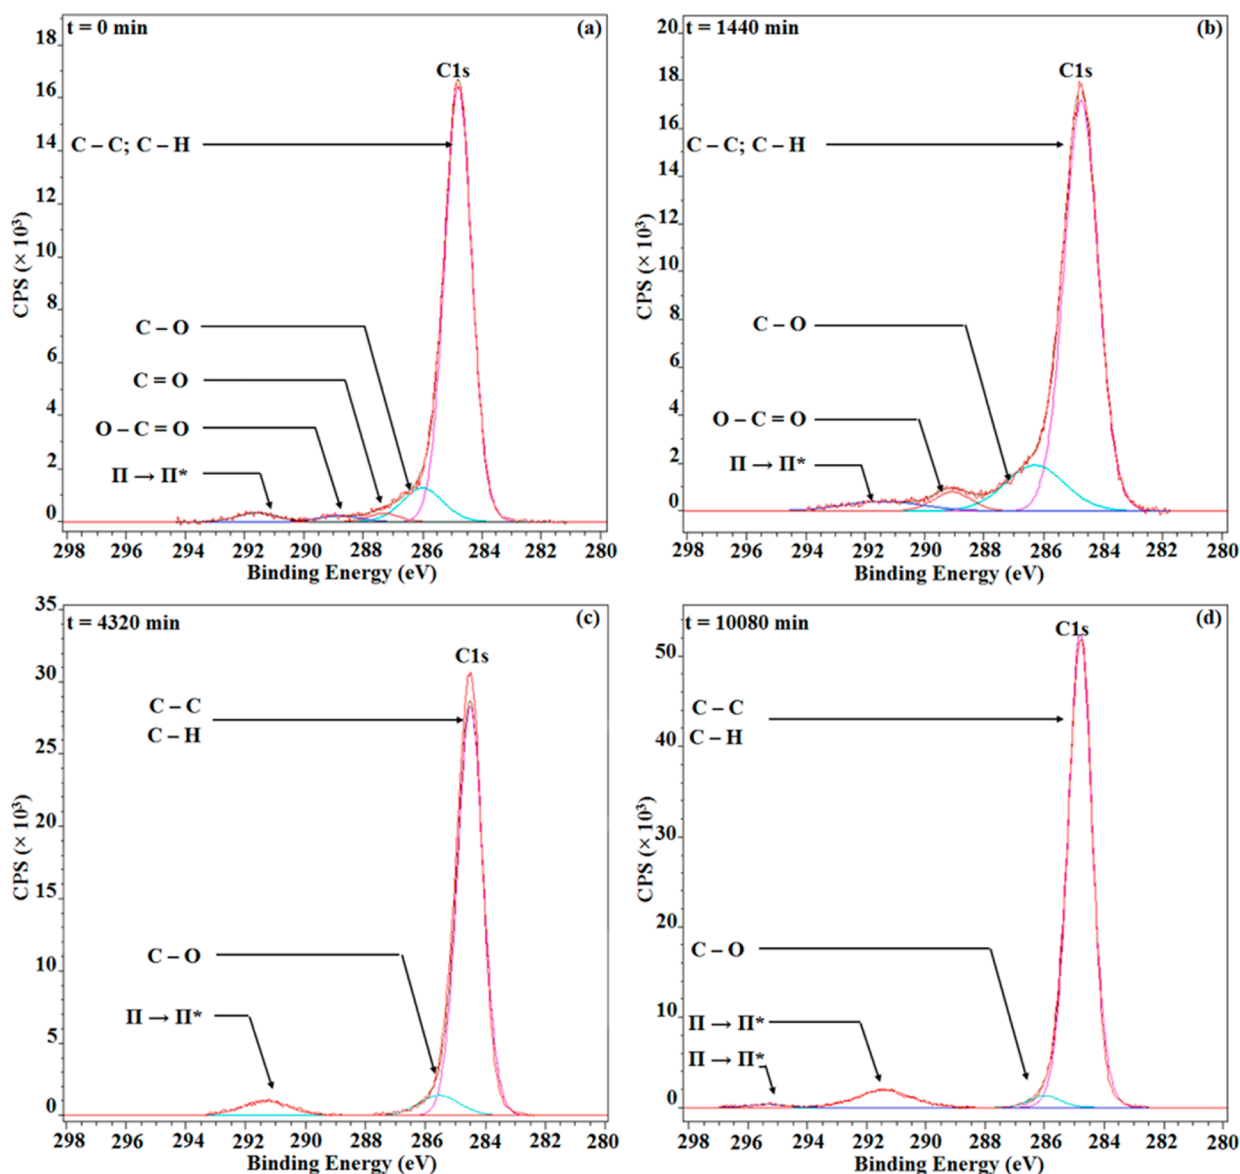 t = 0 min
(a)
C1s
C – C; C – H
C – O
C = O
O – C = O
Π → Π*
CPS (× 10³)
18
16
14
12
10
8
6
4
2
0
298 296 294 292 290 288 286 284 282 280
Binding Energy (eV)
t = 1440 min
(b)
C1s
C – C; C – H
C – O
O – C = O
Π → Π*
CPS (× 10³)
20
18
16
14
12
10
8
6
4
2
0
298 296 294 292 290 288 286 284 282 280
Binding Energy (eV)
t = 4320 min
(c)
C1s
C – C
C – H
C – O
Π → Π*
CPS (× 10³)
35
30
25
20
15
10
5
0
298 296 294 292 290 288 286 284 282 280
Binding Energy (eV)
t = 10080 min
(d)
C1s
C – C
C – H
C – O
Π → Π*
Π → Π*
CPS (× 10³)
50
40
30
20
10
0
298 296 294 292 290 288 286 284 282 280
Binding Energy (eV)